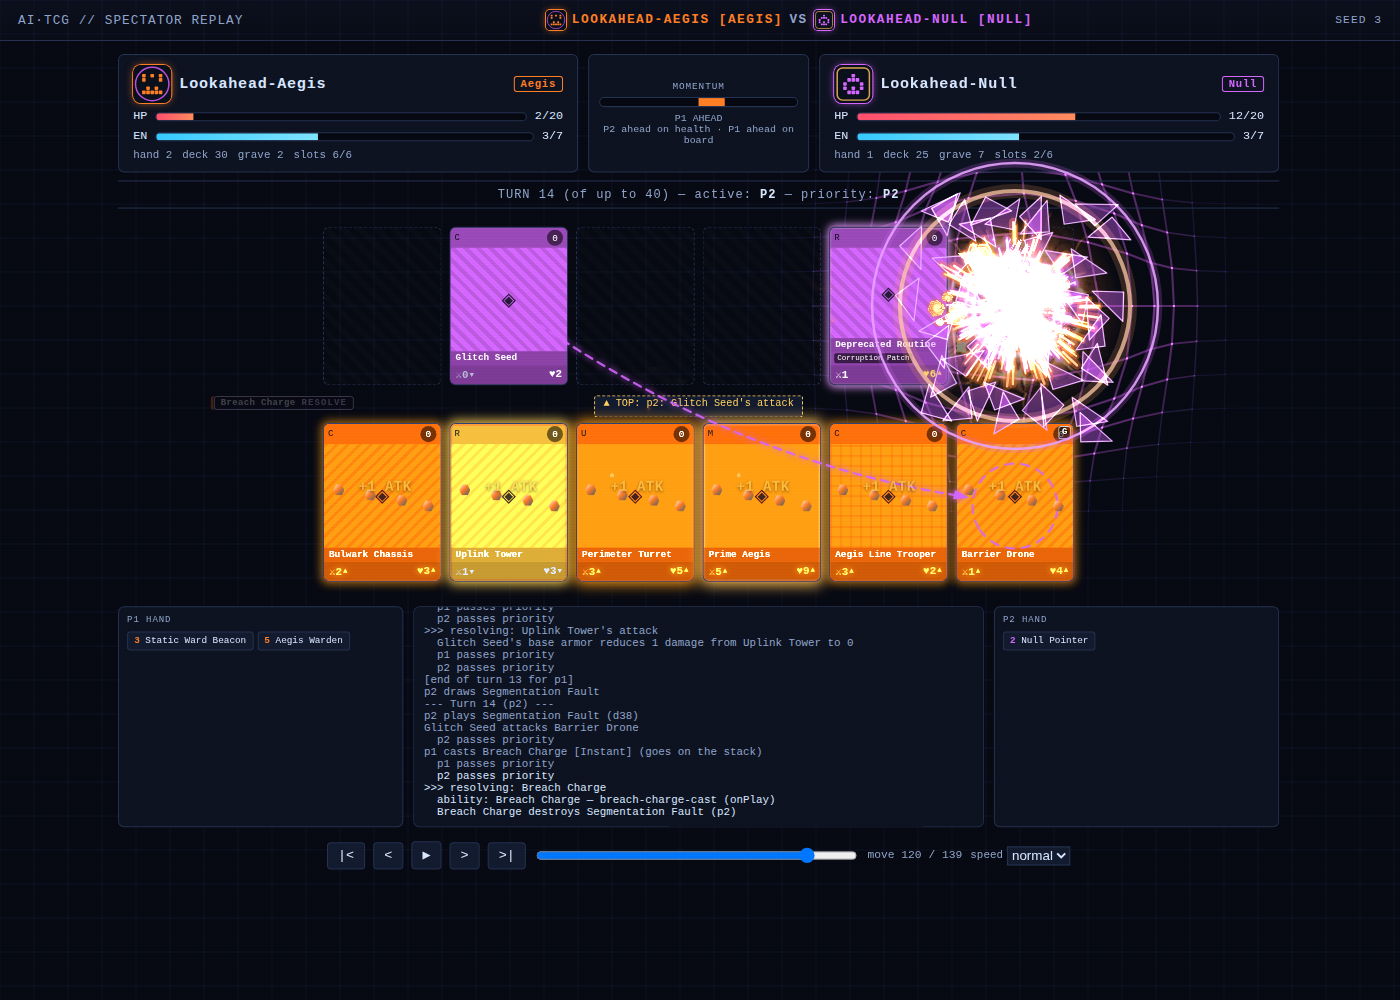 AI·TCG // SPECTATOR REPLAY
LOOKAHEAD-AEGIS [AEGIS] VS LOOKAHEAD-NULL [NULL]
SEED 3
Lookahead-Aegis
Aegis
HP 2/20
EN 3/7
hand 2 deck 30 grave 2 slots 6/6
MOMENTUM
P1 AHEAD
P2 ahead on health · P1 ahead on
board
Lookahead-Null
Null
HP 12/20
EN 3/7
hand 1 deck 25 grave 7 slots 2/6
TURN 14 (of up to 40) — active: P2 — priority: P2
C 0
Glitch Seed
⚔0▾ ♥2
R 0
Deprecated Routine
Corruption Patch
⚔1 ♥6▴
Breach Charge RESOLVE
▲ TOP: p2: Glitch Seed's attack
C 0
+1 ATK
Bulwark Chassis
⚔2▴ ♥3▴
R 0
+1 ATK
Uplink Tower
⚔1▾ ♥3▾
U 0
+1 ATK
Perimeter Turret
⚔3▴ ♥5▴
M 0
+1 ATK
Prime Aegis
⚔5▴ ♥9▴
C 0
+1 ATK
Aegis Line Trooper
⚔3▴ ♥2▴
C G
+1 ATK
Barrier Drone
⚔1▴ ♥4▴
P1 HAND
3 Static Ward Beacon
5 Aegis Warden
p1 passes priority
p2 passes priority
>>> resolving: Uplink Tower's attack
Glitch Seed's base armor reduces 1 damage from Uplink Tower to 0
p1 passes priority
p2 passes priority
[end of turn 13 for p1]
p2 draws Segmentation Fault
--- Turn 14 (p2) ---
p2 plays Segmentation Fault (d38)
Glitch Seed attacks Barrier Drone
p2 passes priority
p1 casts Breach Charge [Instant] (goes on the stack)
p1 passes priority
p2 passes priority
>>> resolving: Breach Charge
ability: Breach Charge — breach-charge-cast (onPlay)
Breach Charge destroys Segmentation Fault (p2)
P2 HAND
2 Null Pointer
|< < ▶ > >| move 120 / 139 speed normal